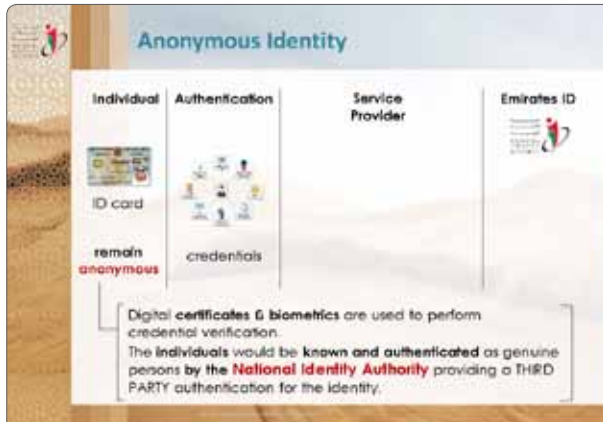 Anonymous Identity
Individual
Authentication
Service
Provider
Emirates ID
ID card
credentials
remain
anonymous
Digital certificates & biometrics are used to perform
credential verification.
The individuals would be known and authenticated as genuine
persons by the National Identity Authority providing a THIRD
PARTY authentication for the identity.